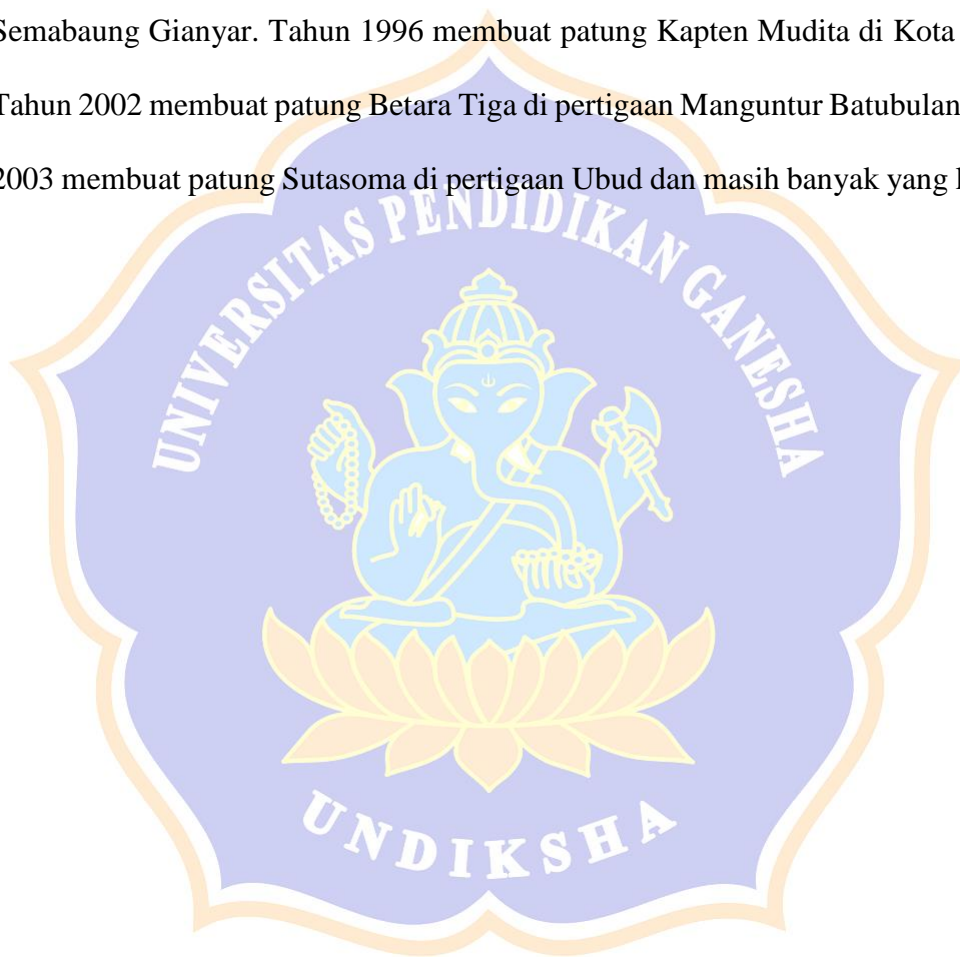 Semabaung Gianyar. Tahun 1996 membuat patung Kapten Mudita di Kota
Tahun 2002 membuat patung Betara Tiga di pertigaan Manguntur Batubulan
2003 membuat patung Sutasoma di pertigaan Ubud dan masih banyak yang
UNIVERSITAS PENDIDIKAN GANESHA
UNDIKSHA